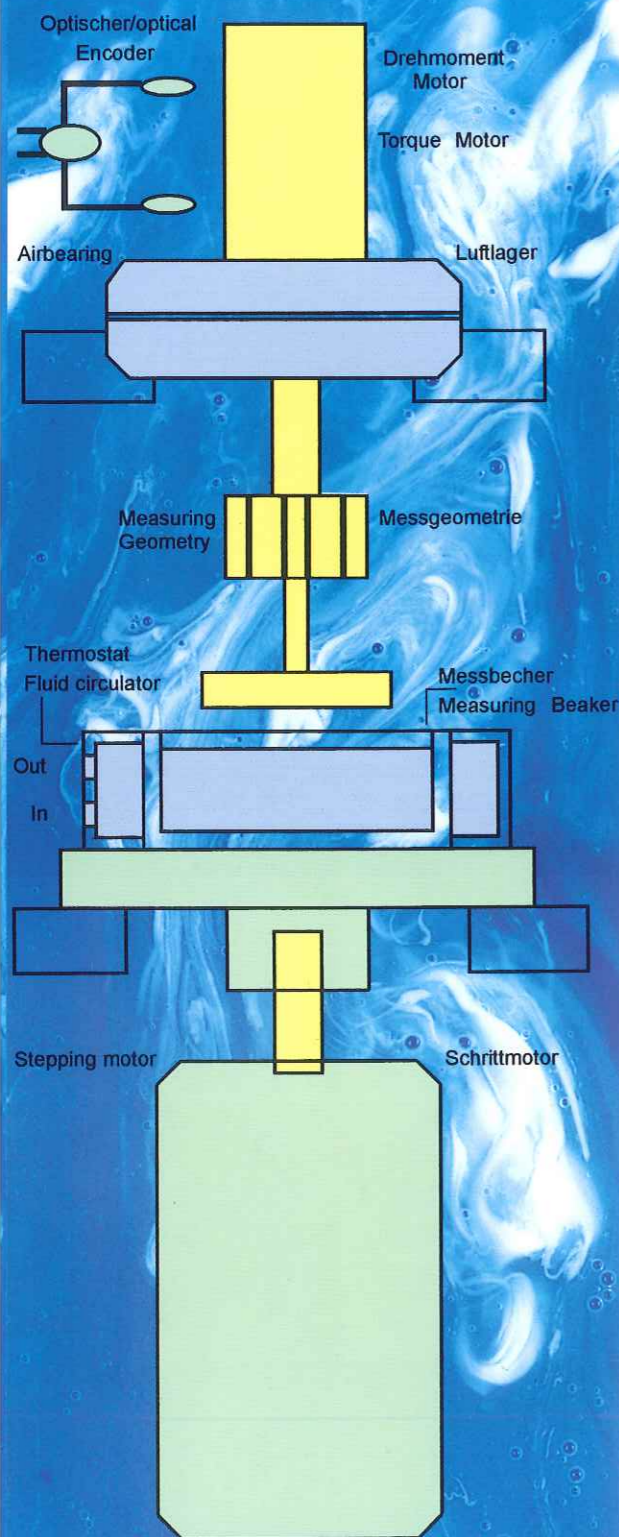 Optischer/optical
Encoder
Drehmoment
Motor
Torque Motor
Airbearing
Luftlager
Measuring
Geometry
Messgeometrie
Thermostat
Fluid circulator
Messbecher
Measuring Beaker
Out
In
Stepping motor
Schrittmotor